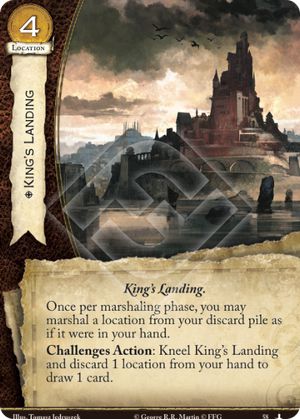 4
LOCATION
KING'S LANDING
King's Landing.
Once per marshaling phase, you may
marshal a location from your discard pile as
if it were in your hand.
Challenges Action: Kneel King's Landing
and discard 1 location from your hand to
draw 1 card.
Illus. Tomasz Jedruszek
© George R.R. Martin © FFG
58